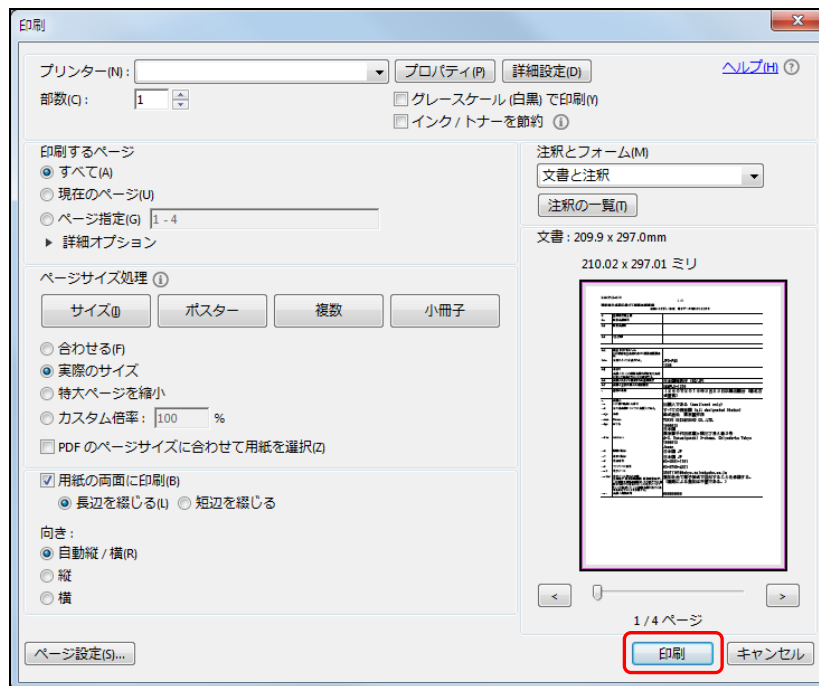 印刷
プリンター(N): プロパティ(P) 詳細設定(D) ヘルプ(H)
部数(C): 1 グレースケール (白黒) で印刷(Y)
インク / トナーを節約
印刷するページ
すべて(A)
現在のページ(U)
ページ指定(G) 1 - 4
詳細オプション
ページサイズ処理
サイズ(I) ポスター 複数 小冊子
合わせる(F)
実際のサイズ
特大ページを縮小
カスタム倍率: 100 %
PDF のページサイズに合わせて用紙を選択(Z)
用紙の両面に印刷(B)
長辺を綴じる(L) 短辺を綴じる
向き:
自動縦 / 横(R)
縦
横
注釈とフォーム(M)
文書と注釈
注釈の一覧(T)
文書: 209.9 x 297.0mm
210.02 x 297.01 ミリ
< >
1 / 4 ページ
ページ設定(S)... 印刷 キャンセル